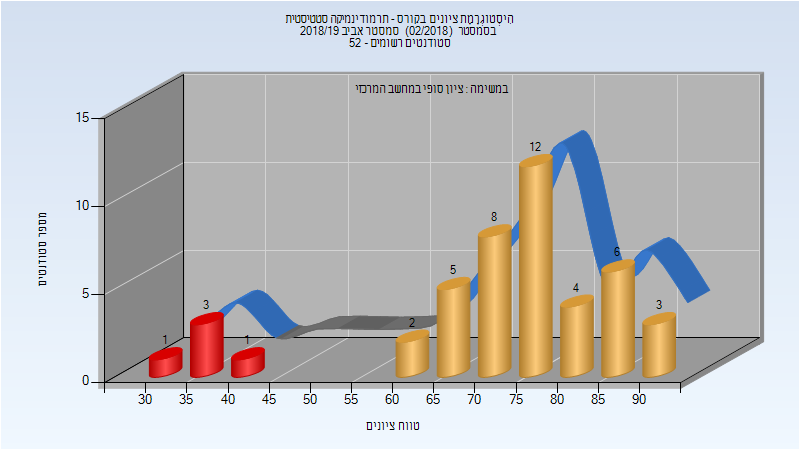 היסטוגרמת ציונים בקורס - תרמודינמיקה סטטיסטית
בסמסטר (02/2018) סמסטר אביב 2018/19
סטודנטים רשומים - 52
במשימה : ציון סופי במחשב המרכזי
מספר סטודנטים
15
10
5
0
1
3
1
2
5
8
12
4
6
3
30 35 40 45 50 55 60 65 70 75 80 85 90
טווח ציונים